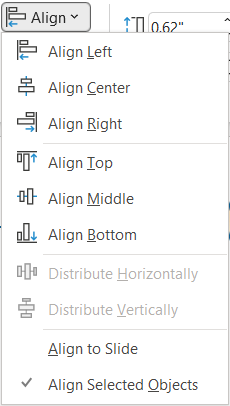 Align
0.62"
Align Left
Align Center
Align Right
Align Top
Align Middle
Align Bottom
Distribute Horizontally
Distribute Vertically
Align to Slide
Align Selected Objects